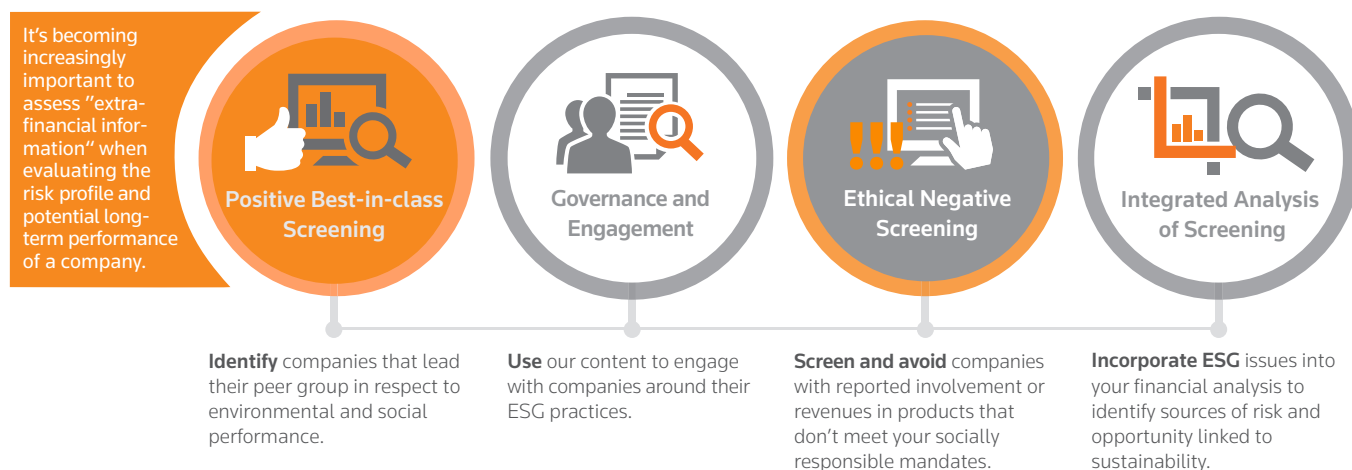 It's becoming
increasingly
important to
assess "extra-
financial infor-
mation" when
evaluating the
risk profile and
potential long-
term performance
of a company.
Positive Best-in-class
Screening
Governance and
Engagement
Ethical Negative
Screening
Integrated Analysis
of Screening
Identify companies that lead
their peer group in respect to
environmental and social
performance.
Use our content to engage
with companies around their
ESG practices.
Screen and avoid companies
with reported involvement or
revenues in products that
don't meet your socially
responsible mandates.
Incorporate ESG issues into
your financial analysis to
identify sources of risk and
opportunity linked to
sustainability.